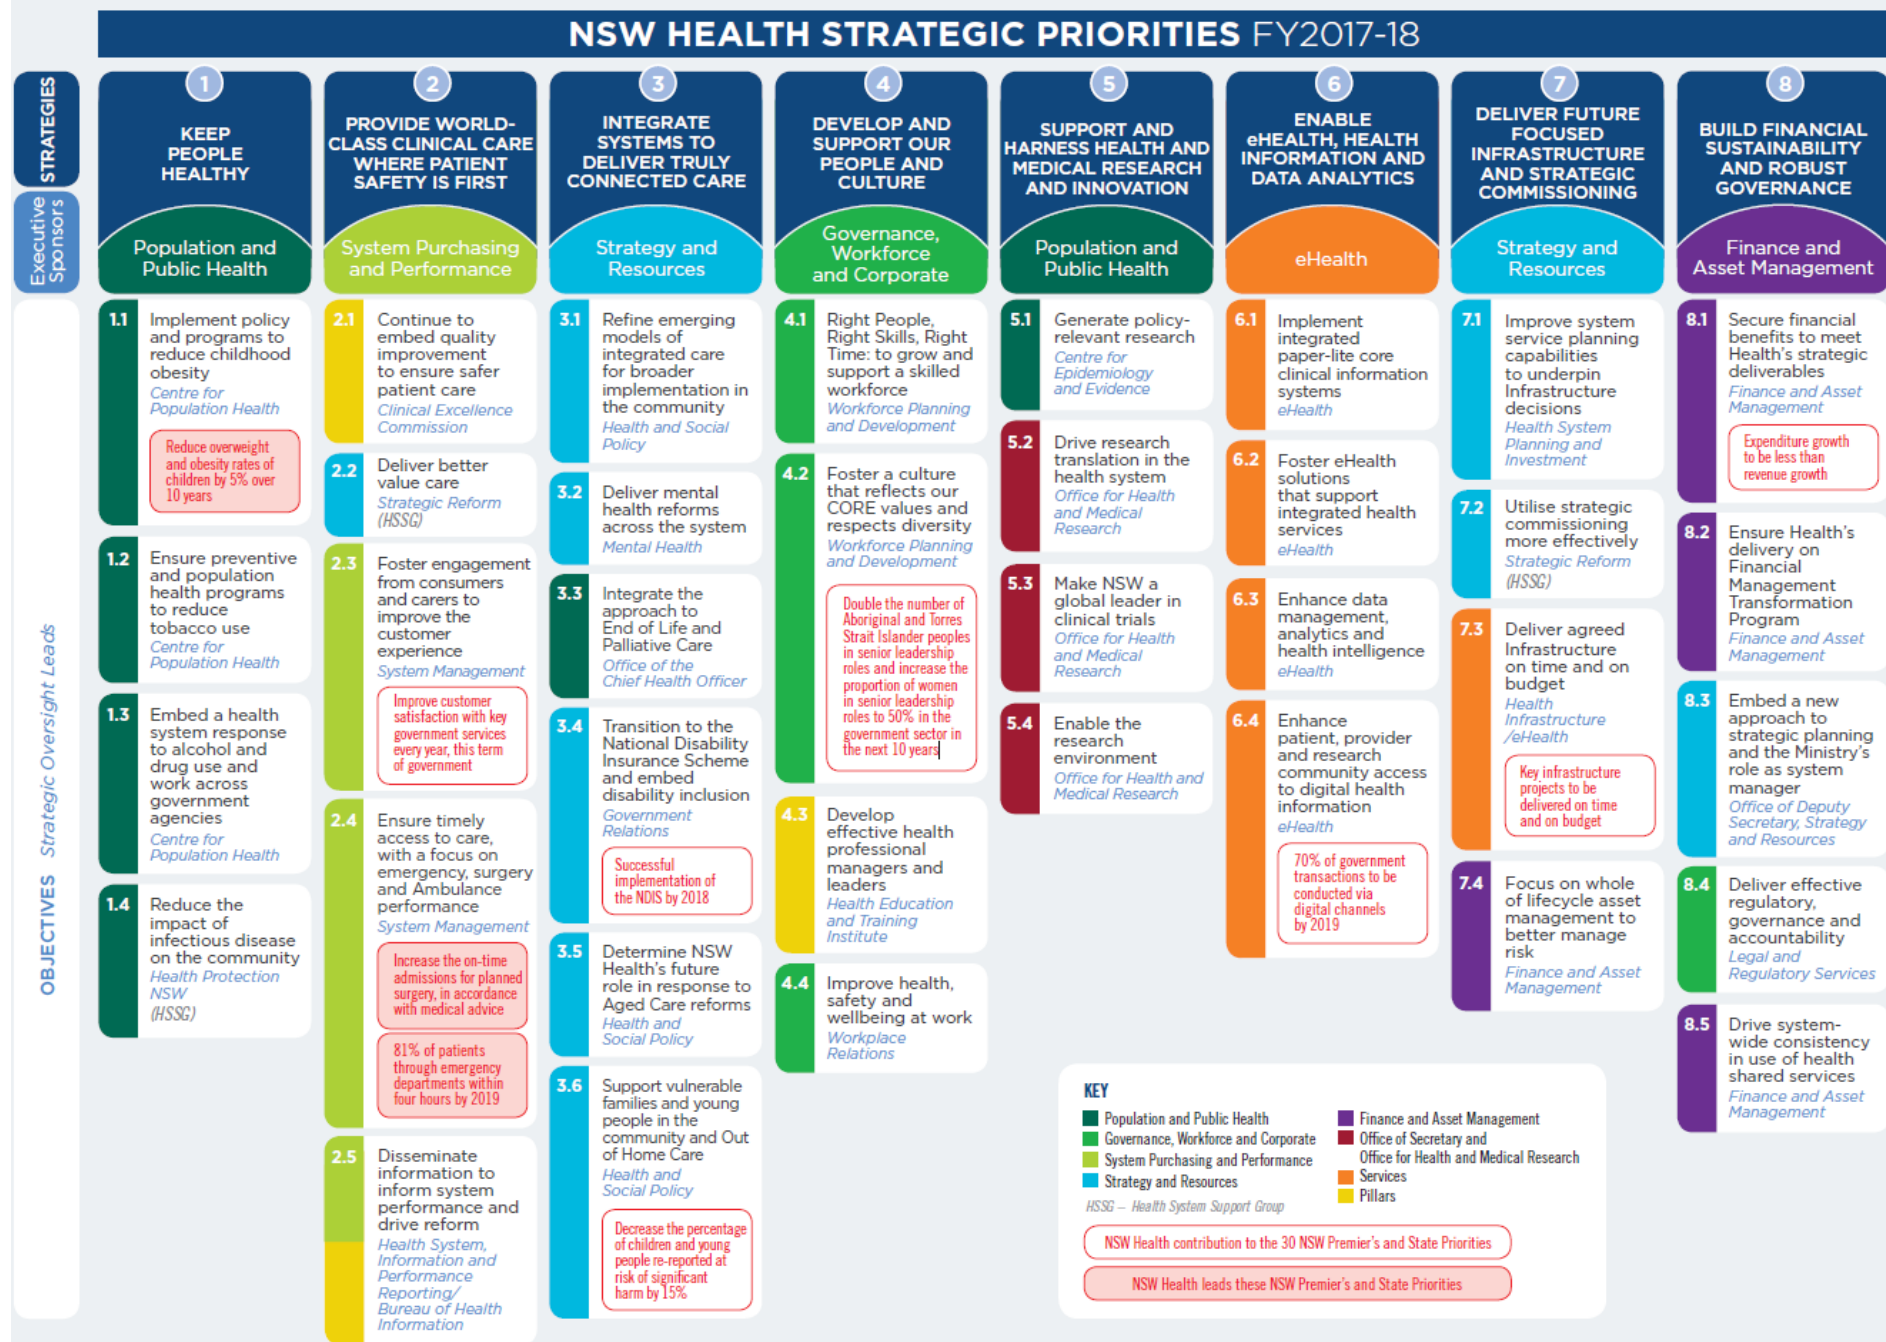 NSW HEALTH STRATEGIC PRIORITIES FY2017-18
STRATEGIES
Executive
Sponsors
OBJECTIVES Strategic Oversight Leads
1
KEEP
PEOPLE
HEALTHY
Population and
Public Health
1.1
Implement policy
and programs to
reduce childhood
obesity
Centre for
Population Health
Reduce overweight
and obesity rates of
children by 5% over
10 years
1.2
Ensure preventive
and population
health programs
to reduce
tobacco use
Centre for
Population Health
1.3
Embed a health
system response
to alcohol and
drug use and
work across
government
agencies
Centre for
Population Health
1.4
Reduce the
impact of
infectious disease
on the community
Health Protection
NSW
(HSSG)
2
PROVIDE WORLD-
CLASS CLINICAL CARE
WHERE PATIENT
SAFETY IS FIRST
System Purchasing
and Performance
2.1
Continue to
embed quality
improvement
to ensure safer
patient care
Clinical Excellence
Commission
2.2
Deliver better
value care
Strategic Reform
(HSSG)
2.3
Foster engagement
from consumers
and carers to
improve the
customer
experience
System Management
Improve customer
satisfaction with key
government services
every year, this term
of government
2.4
Ensure timely
access to care,
with a focus on
emergency, surgery
and Ambulance
performance
System Management
Increase the on-time
admissions for planned
surgery, in accordance
with medical advice
81% of patients
through emergency
departments within
four hours by 2019
2.5
Disseminate
information to
inform system
performance and
drive reform
Health System,
Information and
Performance
Reporting/
Bureau of Health
Information
3
INTEGRATE
SYSTEMS TO
DELIVER TRULY
CONNECTED CARE
Strategy and
Resources
3.1
Refine emerging
models of
integrated care
for broader
implementation in
the community
Health and Social
Policy
3.2
Deliver mental
health reforms
across the system
Mental Health
3.3
Integrate the
approach to
End of Life and
Palliative Care
Office of the
Chief Health Officer
3.4
Transition to the
National Disability
Insurance Scheme
and embed
disability inclusion
Government
Relations
Successful
implementation of
the NDIS by 2018
3.5
Determine NSW
Health's future
role in response to
Aged Care reforms
Health and
Social Policy
3.6
Support vulnerable
families and young
people in the
community and Out
of Home Care
Health and
Social Policy
Decrease the percentage
of children and young
people re-reported at
risk of significant
harm by 15%
4
DEVELOP AND
SUPPORT OUR
PEOPLE AND
CULTURE
Governance,
Workforce
and Corporate
4.1
Right People,
Right Skills, Right
Time: to grow and
support a skilled
workforce
Workforce Planning
and Development
4.2
Foster a culture
that reflects our
CORE values and
respects diversity
Workforce Planning
and Development
Double the number of
Aboriginal and Torres
Strait Islander peoples
in senior leadership
roles and increase the
proportion of women
in senior leadership
roles to 50% in the
government sector in
the next 10 years
4.3
Develop
effective health
professional
managers and
leaders
Health Education
and Training
Institute
4.4
Improve health,
safety and
wellbeing at work
Workplace
Relations
5
SUPPORT AND
HARNESS HEALTH AND
MEDICAL RESEARCH
AND INNOVATION
Population and
Public Health
5.1
Generate policy-
relevant research
Centre for
Epidemiology
and Evidence
5.2
Drive research
translation in the
health system
Office for Health
and Medical
Research
5.3
Make NSW a
global leader in
clinical trials
Office for Health
and Medical
Research
5.4
Enable the
research
environment
Office for Health and
Medical Research
6
ENABLE
eHEALTH, HEALTH
INFORMATION AND
DATA ANALYTICS
eHealth
6.1
Implement
integrated
paper-lite core
clinical information
systems
eHealth
6.2
Foster eHealth
solutions
that support
integrated health
services
eHealth
6.3
Enhance data
management,
analytics and
health intelligence
eHealth
6.4
Enhance
patient, provider
and research
community access
to digital health
information
eHealth
70% of government
transactions to be
conducted via
digital channels
by 2019
7
DELIVER FUTURE
FOCUSED
INFRASTRUCTURE
AND STRATEGIC
COMMISSIONING
Strategy and
Resources
7.1
Improve system
service planning
capabilities
to underpin
Infrastructure
decisions
Health System
Planning and
Investment
7.2
Utilise strategic
commissioning
more effectively
Strategic Reform
(HSSG)
7.3
Deliver agreed
Infrastructure
on time and on
budget
Health
Infrastructure
/eHealth
Key infrastructure
projects to be
delivered on time
and on budget
7.4
Focus on whole
of lifecycle asset
management to
better manage
risk
Finance and Asset
Management
8
BUILD FINANCIAL
SUSTAINABILITY
AND ROBUST
GOVERNANCE
Finance and
Asset Management
8.1
Secure financial
benefits to meet
Health's strategic
deliverables
Finance and Asset
Management
Expenditure growth
to be less than
revenue growth
8.2
Ensure Health's
delivery on
Financial
Management
Transformation
Program
Finance and Asset
Management
8.3
Embed a new
approach to
strategic planning
and the Ministry's
role as system
manager
Office of Deputy
Secretary, Strategy
and Resources
8.4
Deliver effective
regulatory,
governance and
accountability
Legal and
Regulatory Services
8.5
Drive system-
wide consistency
in use of health
shared services
Finance and Asset
Management
KEY
Population and Public Health
Governance, Workforce and Corporate
System Purchasing and Performance
Strategy and Resources
Finance and Asset Management
Office of Secretary and
Office for Health and Medical Research
Services
Pillars
HSSG – Health System Support Group
NSW Health contribution to the 30 NSW Premier's and State Priorities
NSW Health leads these NSW Premier's and State Priorities